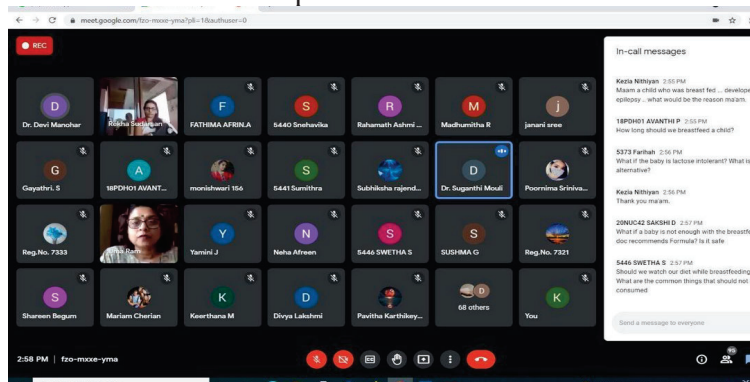 meet.google.com/fzo-mxxe-yma?pli=1&authuser=0
REC
D
Dr. Devi Manohar
Rekha Sudarsan
F
FATHIMA AFRIN.A
S
5440 Snehavika
R
Rahamath Ashmi ...
M
Madhumitha R
j
janani sree
G
Gayathri. S
A
18PDH01 AVANT...
monishwari 156
S
5441 Sumithra
Subhiksha rajend...
D
Dr. Suganthi Mouli
Poornima Sriniva...
Reg.No. 7333
Uma Ram
Y
Yamini J
N
Neha Afreen
S
5446 SWETHA S
S
SUSHMA G
Reg.No. 7321
S
Shareen Begum
Mariam Cherian
K
Keerthana M
D
Divya Lakshmi
Pavitha Karthikey...
S
D
68 others
K
You
2:58 PM | fzo-mxxe-yma
95
In-call messages
Kezia Nithiyan 2:55 PM
Maam a child who was breast fed ... develope
epilepsy ... what would be the reason ma'am.
18PDH01 AVANTHI P 2:55 PM
How long should we breastfeed a child?
5373 Farihah 2:56 PM
What if the baby is lactose intolerant? What is
alternative?
Kezia Nithiyan 2:56 PM
Thank you ma'am.
20NUC42 SAKSHI D 2:57 PM
What if a baby is not enough with the breastfe
doc recommends Formula? Is it safe
5446 SWETHA S 2:57 PM
Should we watch our diet while breastfeeding
What are the common things that should not
consumed
Send a message to everyone